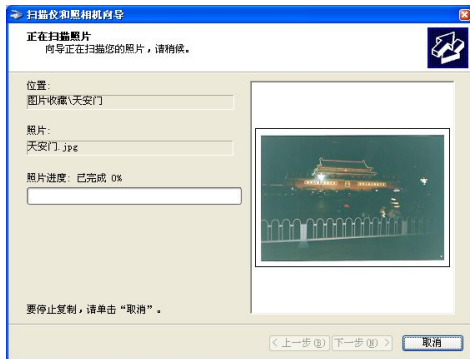 扫描仪和照相机向导
正在扫描照片
向导正在扫描您的照片，请稍候。
位置:
图片收藏\天安门
照片:
天安门.jpg
照片进度: 已完成 0%
要停止复制，请单击“取消”。
< 上一步(B) 下一步(N) > 取消